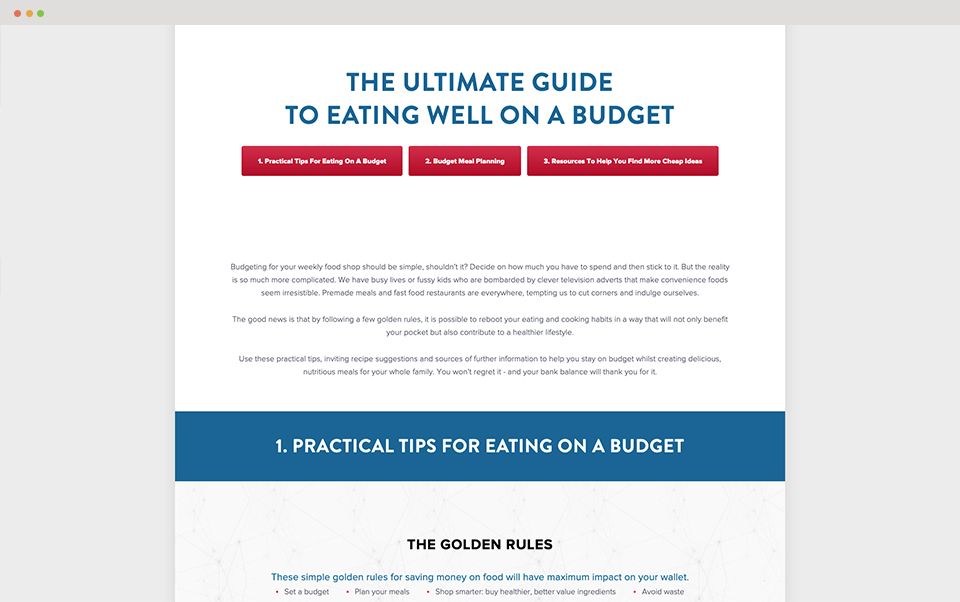 THE ULTIMATE GUIDE
TO EATING WELL ON A BUDGET
1. Practical Tips For Eating On A Budget
2. Budget Meal Planning
3. Resources To Help You Find More Cheap Ideas
Budgeting for your weekly food shop should be simple, shouldn't it? Decide on how much you have to spend and then stick to it. But the reality
is so much more complicated. We have busy lives or fussy kids who are bombarded by clever television adverts that make convenience foods
seem irresistible. Premade meals and fast food restaurants are everywhere, tempting us to cut corners and indulge ourselves.
The good news is that by following a few golden rules, it is possible to reboot your eating and cooking habits in a way that will not only benefit
your pocket but also contribute to a healthier lifestyle.
Use these practical tips, inviting recipe suggestions and sources of further information to help you stay on budget whilst creating delicious,
nutritious meals for your whole family. You won't regret it - and your bank balance will thank you for it.
1. PRACTICAL TIPS FOR EATING ON A BUDGET
THE GOLDEN RULES
These simple golden rules for saving money on food will have maximum impact on your wallet.
• Set a budget • Plan your meals • Shop smarter: buy healthier, better value ingredients • Avoid waste